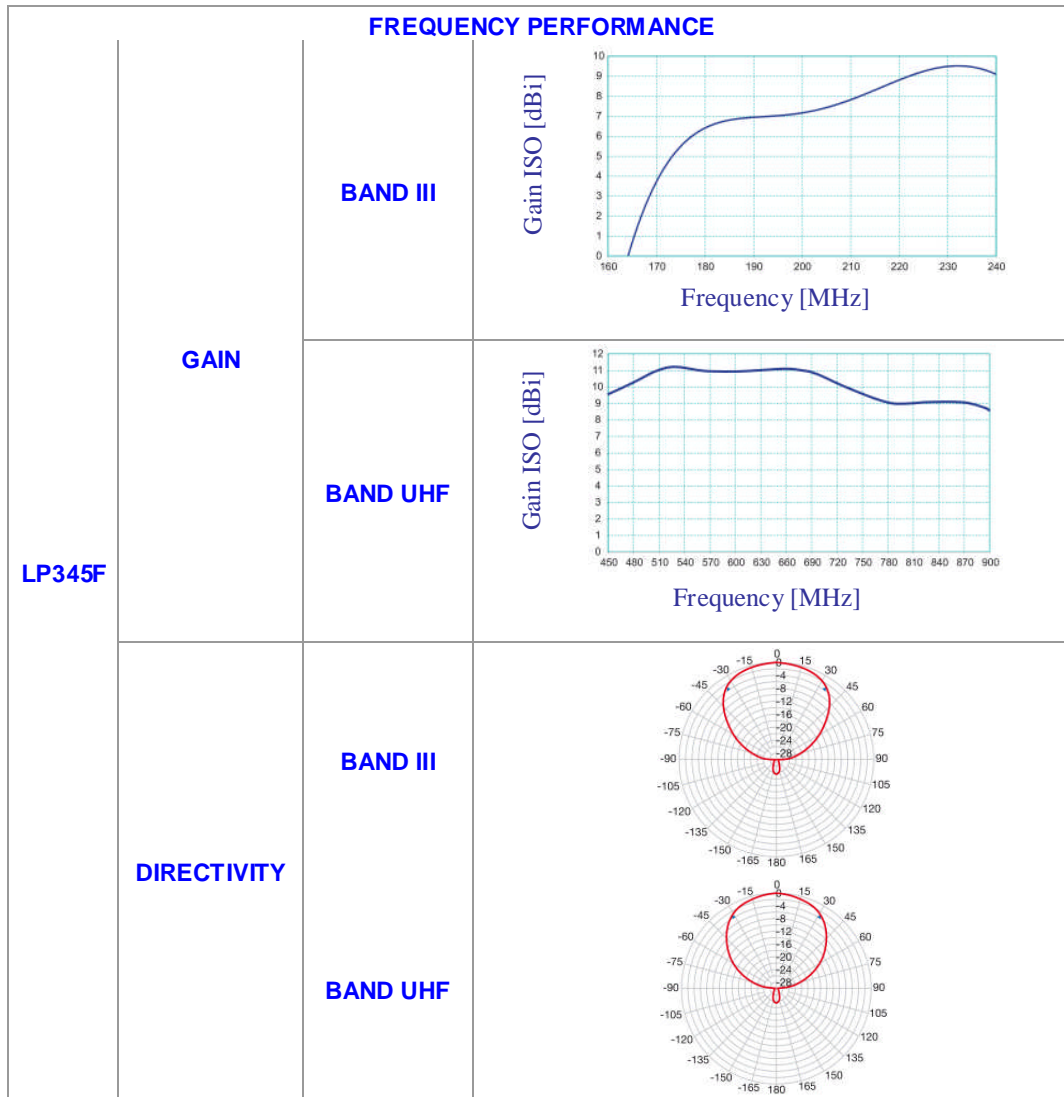 FREQUENCY PERFORMANCE
LP345F
GAIN
BAND III
Gain ISO [dBi]
10
9
8
7
6
5
4
3
2
1
0
160 170 180 190 200 210 220 230 240
Frequency [MHz]
BAND UHF
Gain ISO [dBi]
12
11
10
9
8
7
6
5
4
3
2
1
0
450 480 510 540 570 600 630 660 690 720 750 780 810 840 870 900
Frequency [MHz]
DIRECTIVITY
BAND III
0
-15 0 15
-30 -4 30
-45 -8 45
-12
-60 -16 60
-20
-75 -24 75
-28
-90 90
-105 105
-120 120
-135 135
-150 150
-165 180 165
BAND UHF
0
-15 0 15
-30 -4 30
-45 -8 45
-12
-60 -16 60
-20
-75 -24 75
-28
-90 90
-105 105
-120 120
-135 135
-150 150
-165 180 165